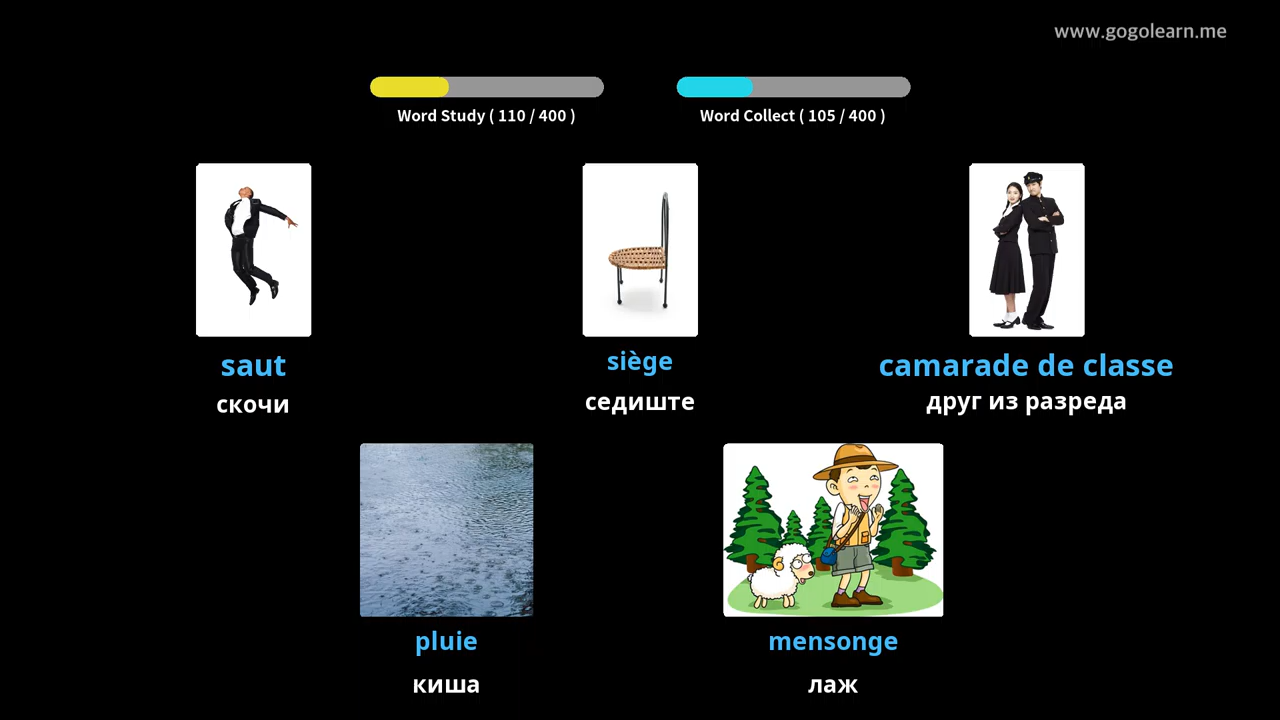 www.gogolearn.me
Word Study ( 110 / 400 )
Word Collect ( 105 / 400 )
saut
siège
camarade de classe
скочи
седиште
друг из разреда
pluie
mensonge
киша
лаж